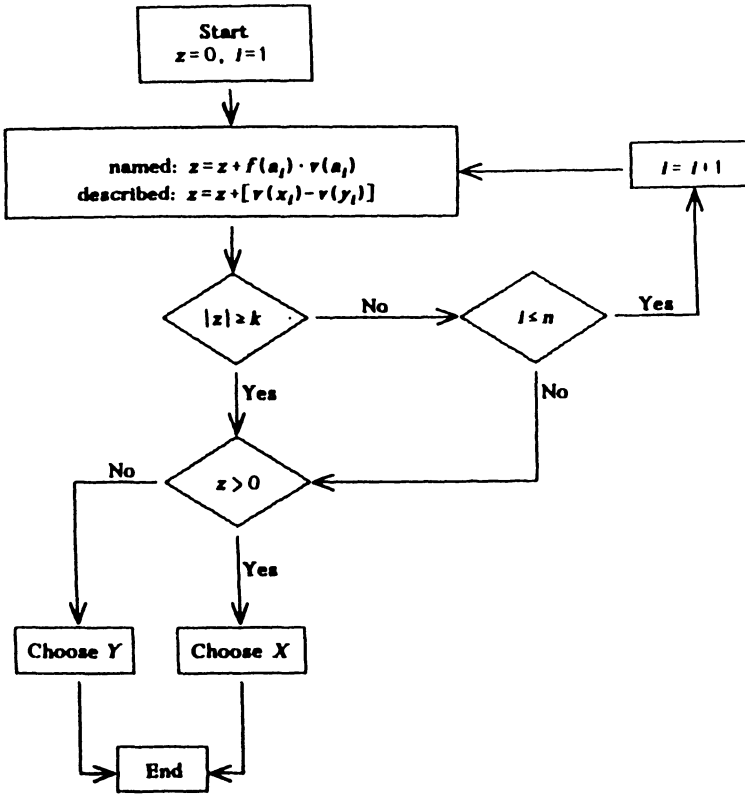 Start
z = 0, i = 1
named: z = z + f(a_i) · v(a_i)
described: z = z + [v(x_i) − v(y_i)]
i = i + 1
|z| ≥ k
No
i ≤ n
Yes
Yes
No
No
z > 0
Yes
Choose Y
Choose X
End